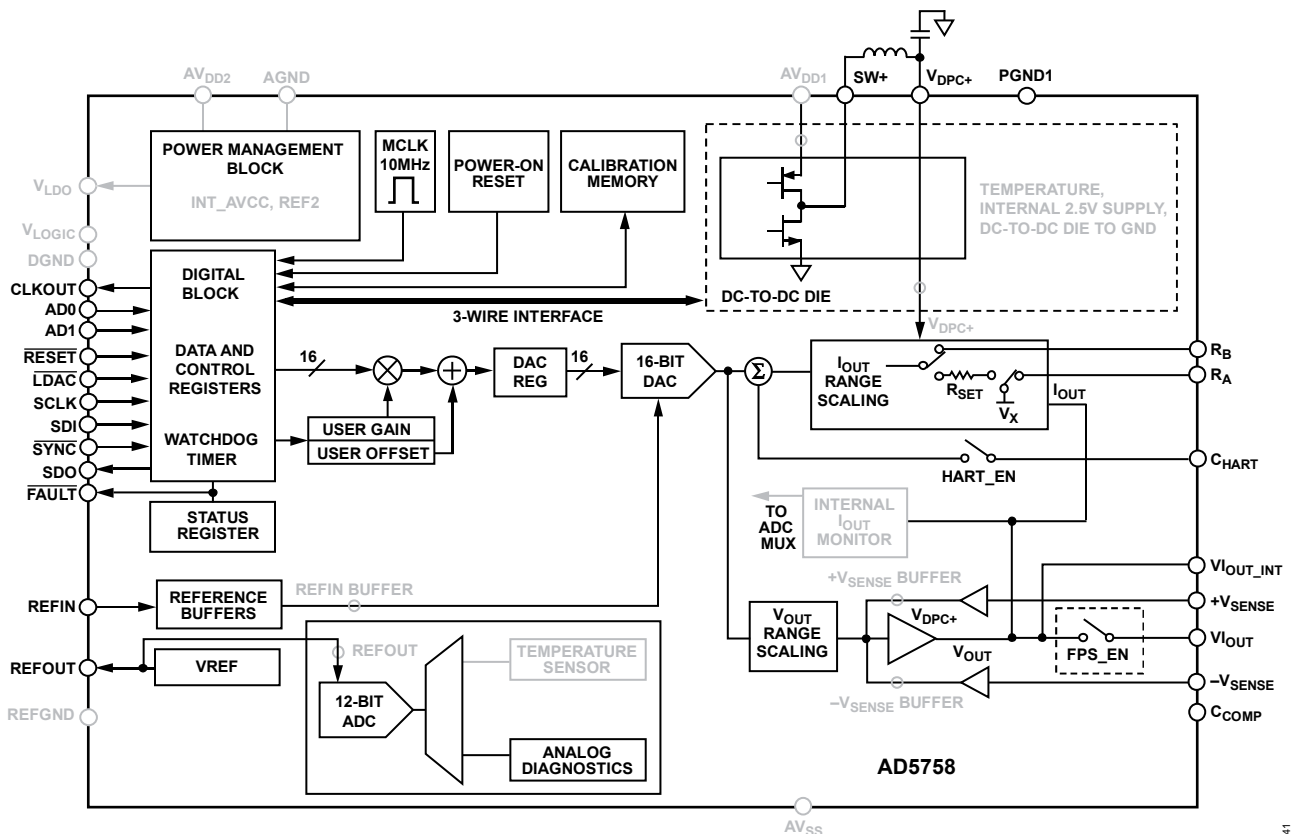 AVDD2
AGND
AVDD1
SW+
VDPC+
PGND1
POWER MANAGEMENT
BLOCK
INT_AVCC, REF2
MCLK
10MHz
POWER-ON
RESET
CALIBRATION
MEMORY
TEMPERATURE,
INTERNAL 2.5V SUPPLY,
DC-TO-DC DIE TO GND
DC-TO-DC DIE
VLDO
VLOGIC
DGND
CLKOUT
AD0
AD1
RESET
LDAC
SCLK
SDI
SYNC
SDO
FAULT
DIGITAL
BLOCK
DATA AND
CONTROL
REGISTERS
WATCHDOG
TIMER
STATUS
REGISTER
3-WIRE INTERFACE
16
USER GAIN
USER OFFSET
DAC
REG
16
16-BIT
DAC
Σ
VDPC+
IOUT
RANGE
SCALING
RSET
VX
IOUT
RB
RA
HART_EN
CHART
TO
ADC
MUX
INTERNAL
IOUT
MONITOR
REFIN
REFERENCE
BUFFERS
REFIN BUFFER
REFOUT
VREF
REFGND
REFOUT
12-BIT
ADC
TEMPERATURE
SENSOR
ANALOG
DIAGNOSTICS
VOUT
RANGE
SCALING
+VSENSE BUFFER
VDPC+
VOUT
–VSENSE BUFFER
FPS_EN
VIOUT_INT
+VSENSE
VIOUT
–VSENSE
CCOMP
AD5758
AVSS
41